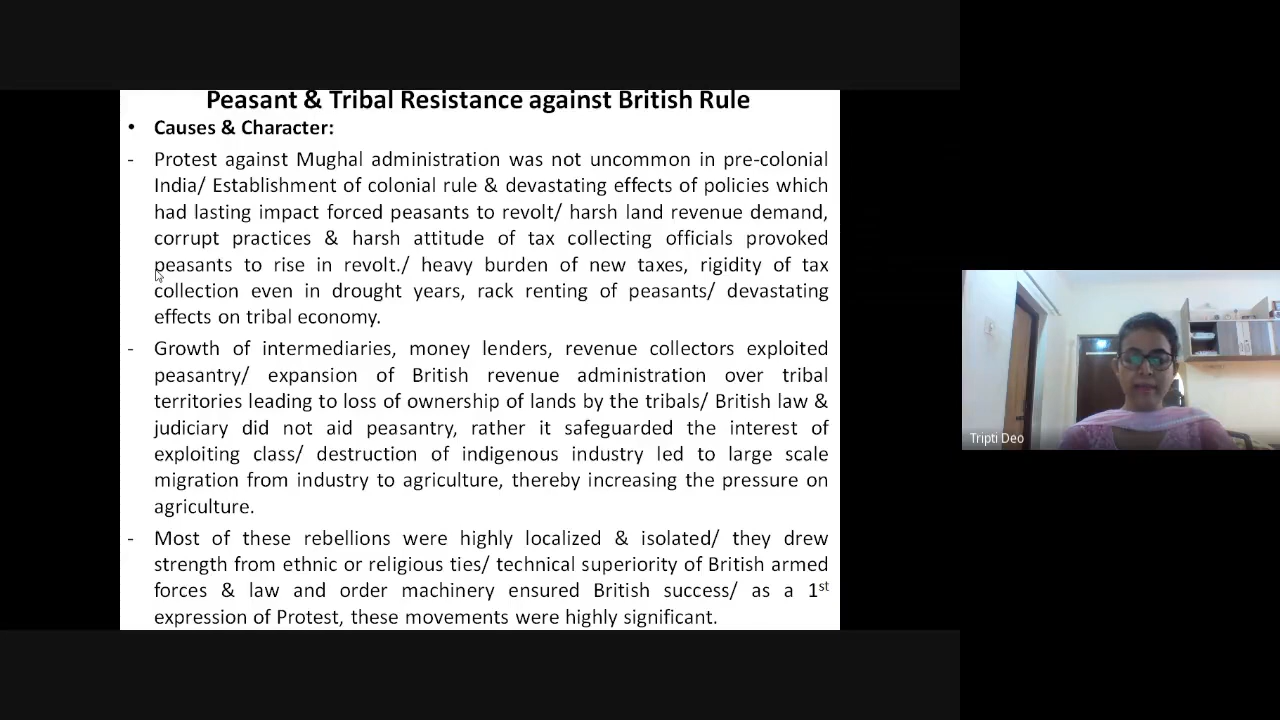 Peasant & Tribal Resistance against British Rule
• Causes & Character:
- Protest against Mughal administration was not uncommon in pre-colonial
India/ Establishment of colonial rule & devastating effects of policies which
had lasting impact forced peasants to revolt/ harsh land revenue demand,
corrupt practices & harsh attitude of tax collecting officials provoked
peasants to rise in revolt./ heavy burden of new taxes, rigidity of tax
collection even in drought years, rack renting of peasants/ devastating
effects on tribal economy.
- Growth of intermediaries, money lenders, revenue collectors exploited
peasantry/ expansion of British revenue administration over tribal
territories leading to loss of ownership of lands by the tribals/ British law &
judiciary did not aid peasantry, rather it safeguarded the interest of
exploiting class/ destruction of indigenous industry led to large scale
migration from industry to agriculture, thereby increasing the pressure on
agriculture.
- Most of these rebellions were highly localized & isolated/ they drew
strength from ethnic or religious ties/ technical superiority of British armed
forces & law and order machinery ensured British success/ as a 1st
expression of Protest, these movements were highly significant.
Tripti Deo